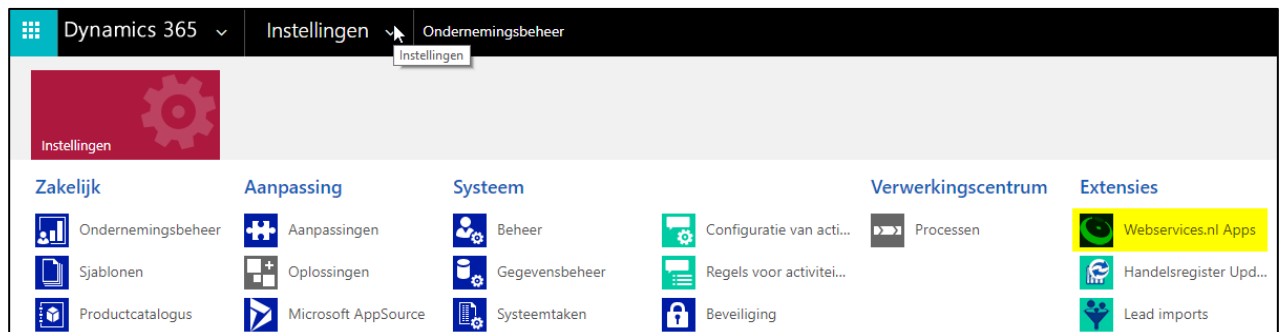 Dynamics 365 Instellingen Ondernemingsbeheer
Instellingen
Instellingen
Zakelijk Aanpassing Systeem Verwerkingscentrum Extensies
Ondernemingsbeheer Aanpassingen Beheer Configuratie van acti... Processen Webservices.nl Apps
Sjablonen Oplossingen Gegevensbeheer Regels voor activitei... Handelsregister Upd...
Productcatalogus Microsoft AppSource Systeemtaken Beveiliging Lead imports